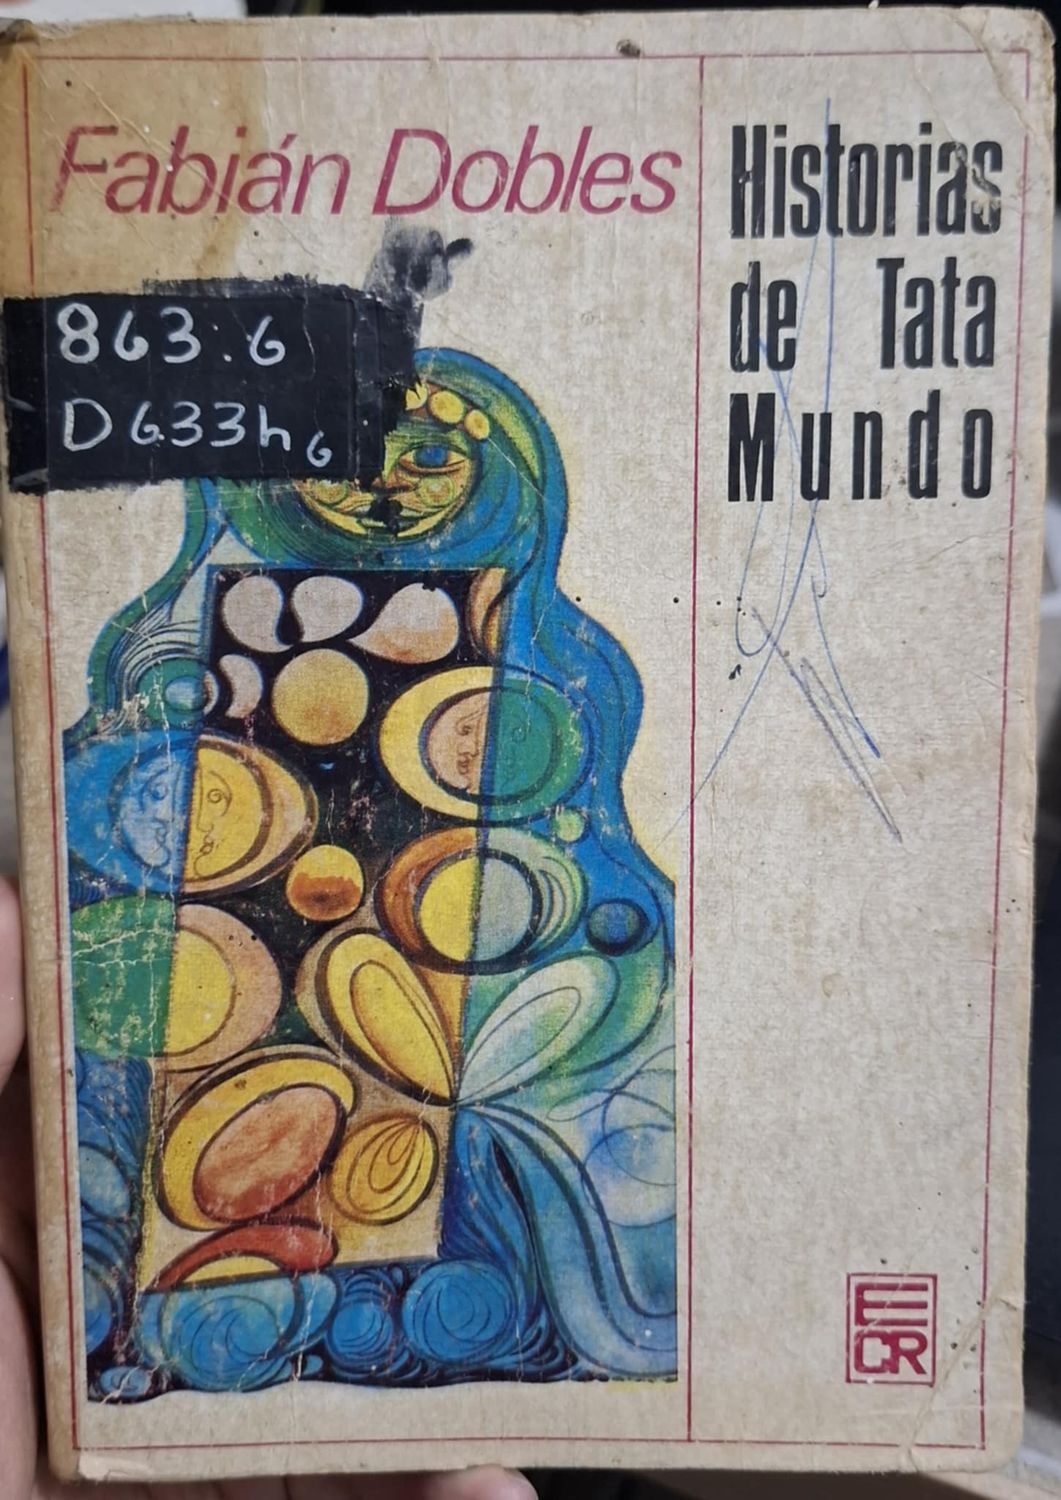 Fabián Dobles
Historias
de Tata
Mundo
863.6
D633h6
ECR